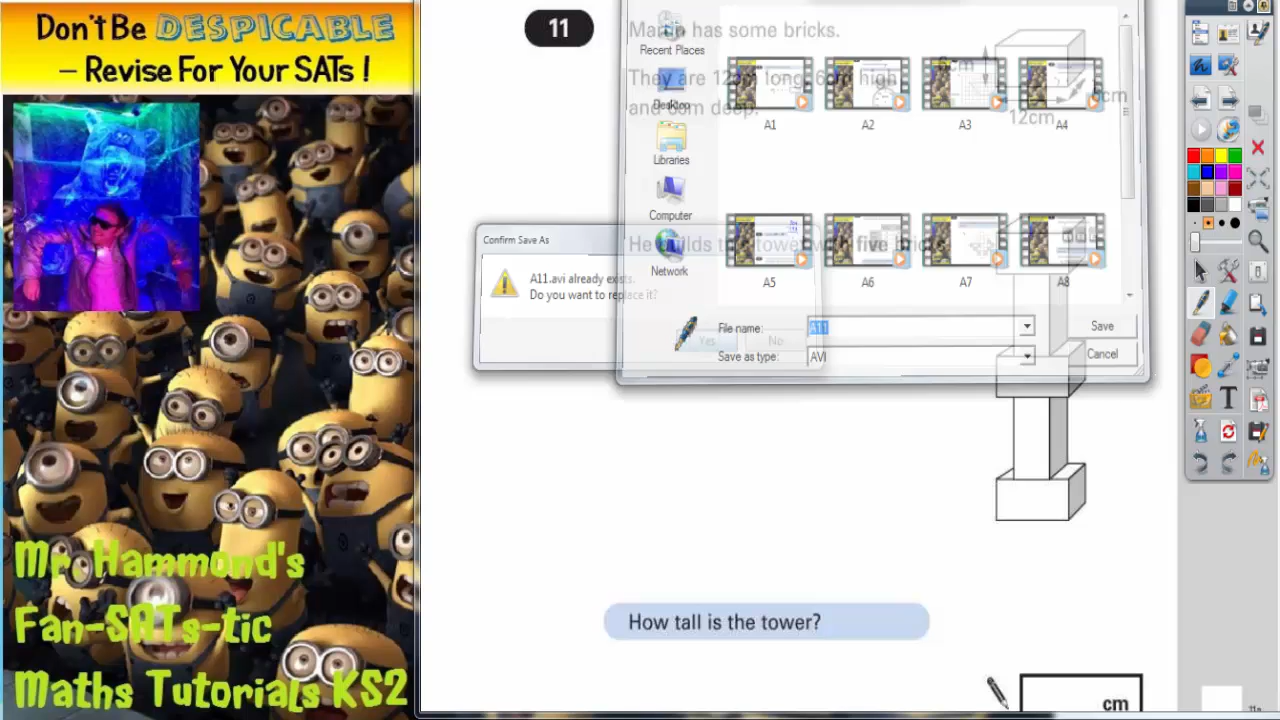 Don't Be DESPICABLE
– Revise For Your SATs !
Mr. Hammond's
Fan-SATs-tic
Maths Tutorials KS2
11
Martin has some bricks.
They are 12cm long, 6cm high
and 6cm deep.
6cm
6cm
12cm
Recent Places
Desktop
Libraries
Computer
Network
A1
A2
A3
A4
He builds this tower with five bricks.
A5
A6
A7
A8
Confirm Save As
A11.avi already exists.
Do you want to replace it?
Yes
No
File name:
A11
Save
Save as type:
AVI
Cancel
How tall is the tower?
cm
T
11a